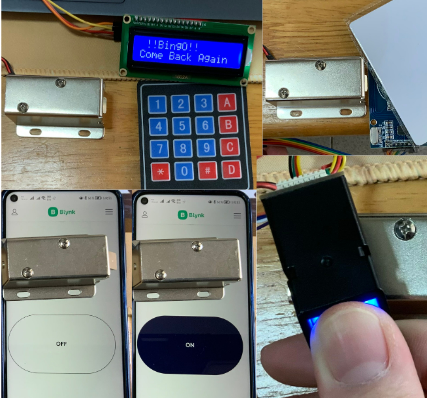 !!BingO!!
Come Back Again
1 2 3 A
4 5 6 B
7 8 9 C
* 0 # D
B Blynk
OFF
B Blynk
ON